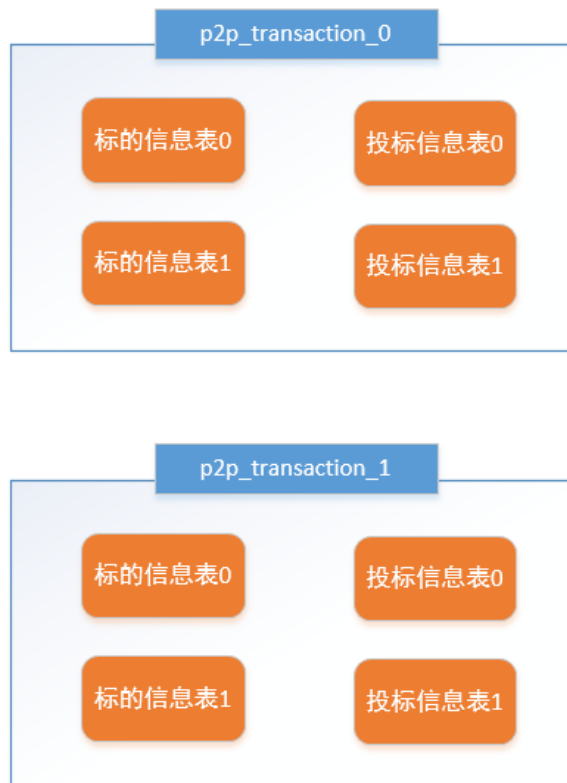 p2p_transaction_0
标的信息表0
投标信息表0
标的信息表1
投标信息表1
p2p_transaction_1
标的信息表0
投标信息表0
标的信息表1
投标信息表1